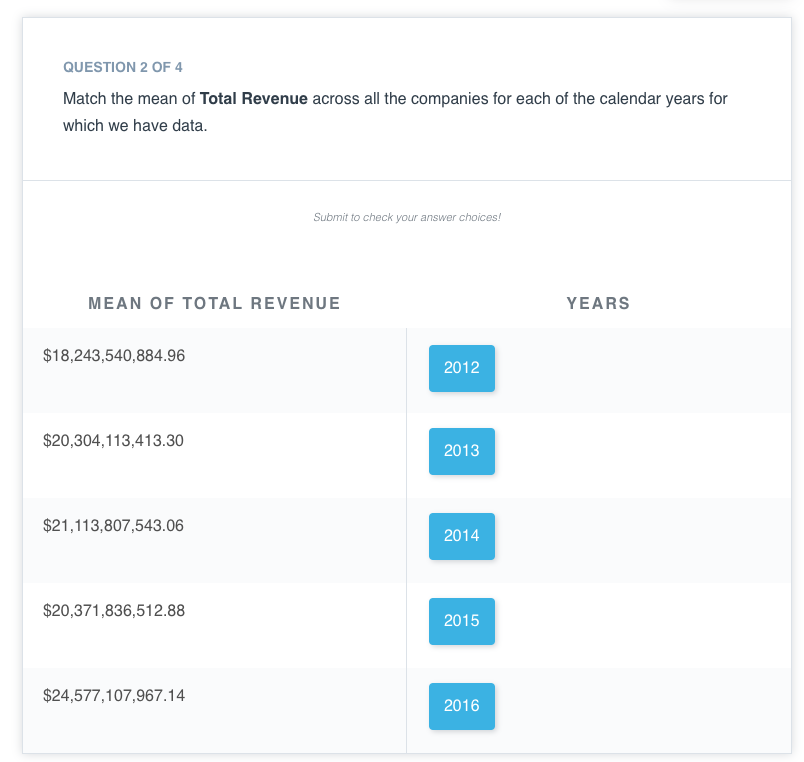 QUESTION 2 OF 4
Match the mean of Total Revenue across all the companies for each of the calendar years for
which we have data.
Submit to check your answer choices!
MEAN OF TOTAL REVENUE YEARS
$18,243,540,884.96 2012
$20,304,113,413.30 2013
$21,113,807,543.06 2014
$20,371,836,512.88 2015
$24,577,107,967.14 2016